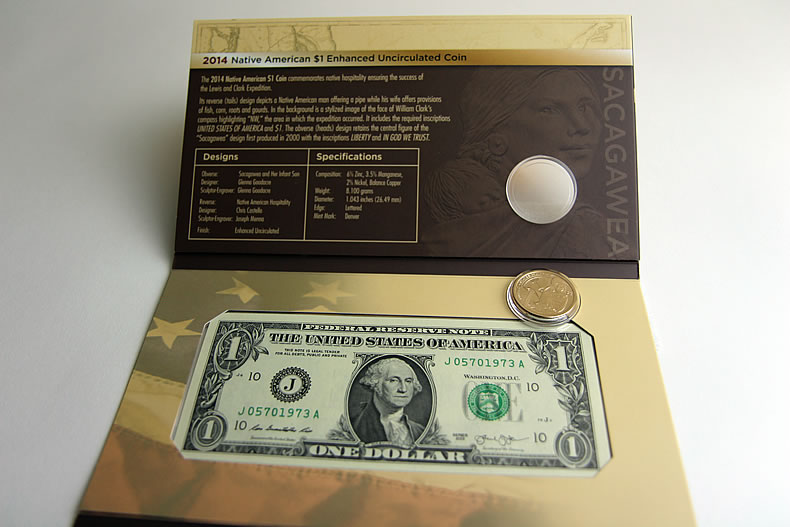 2014 Native American $1 Enhanced Uncirculated Coin
The 2014 Native American $1 Coin commemorates native hospitality ensuring the success of
the Lewis and Clark Expedition.
Its reverse (tails) design depicts a Native American man offering a pipe while his wife offers provisions
of fish, corn, roots and gourds. In the background is a stylized image of the face of William Clark's
compass highlighting "NW," the area in which the expedition occurred. It includes the required inscriptions
UNITED STATES OF AMERICA and $1. The obverse (heads) design retains the central figure of the
"Sacagawea" design first produced in 2000 with the inscriptions LIBERTY and IN GOD WE TRUST.
SACAGAWEA
Designs
Obverse: Sacagawea and Her Infant Son
Designer: Glenna Goodacre
Sculptor-Engraver: Glenna Goodacre
Reverse: Native American Hospitality
Designer: Chris Costello
Sculptor-Engraver: Joseph Menna
Finish: Enhanced Uncirculated
Specifications
Composition: 6% Zinc, 3.5% Manganese,
2% Nickel, Balance Copper
Weight: 8.100 grams
Diameter: 1.043 inches (26.49 mm)
Edge: Lettered
Mint Mark: Denver
FEDERAL RESERVE NOTE
THE UNITED STATES OF AMERICA
THIS NOTE IS LEGAL TENDER
FOR ALL DEBTS, PUBLIC AND PRIVATE
J 05701973 A
WASHINGTON, D.C.
1
1
10
J
10
J 05701973 A
10
10
1
1
ONE DOLLAR